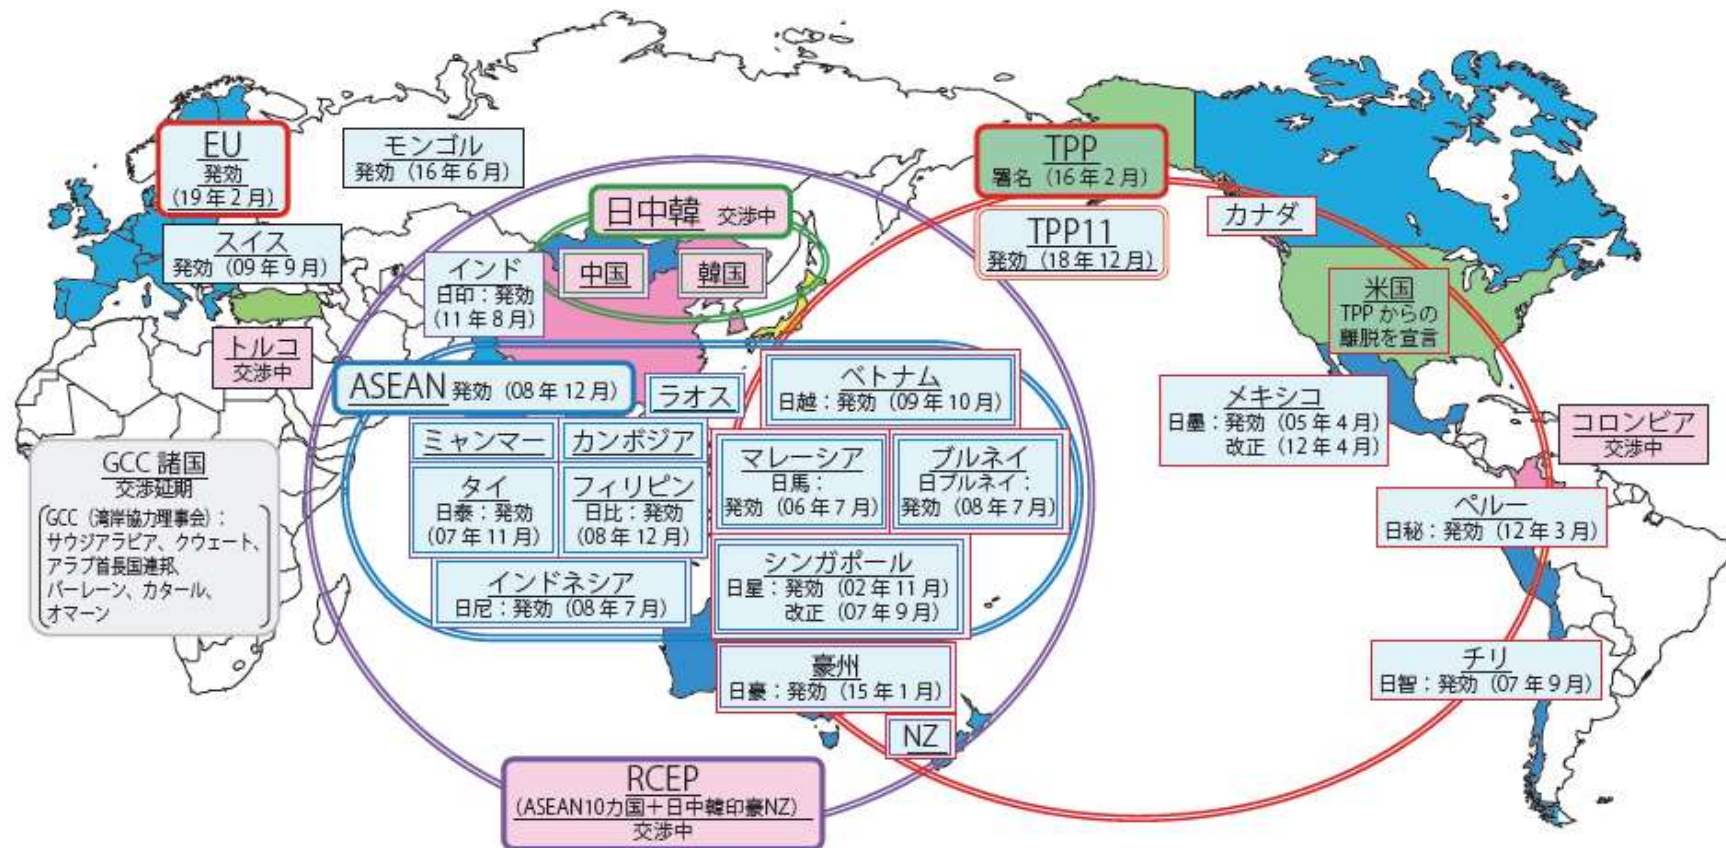 EU
発効
(19年2月)
モンゴル
発効（16年6月）
スイス
発効（09年9月）
トルコ
交渉中
GCC 諸国
交渉延期
GCC（湾岸協力理事会）：
サウジアラビア、クウェート、
アラブ首長国連邦、
バーレーン、カタール、
オマーン
日中韓 交渉中
中国
韓国
インド
日印：発効
（11年8月）
ASEAN 発効（08年12月）
ラオス
ミャンマー
カンボジア
タイ
日泰：発効
（07年11月）
フィリピン
日比：発効
（08年12月）
インドネシア
日尼：発効（08年7月）
ベトナム
日越：発効（09年10月）
マレーシア
日馬：
発効（06年7月）
ブルネイ
日ブルネイ：
発効（08年7月）
シンガポール
日星：発効（02年11月）
改正（07年9月）
豪州
日豪：発効（15年1月）
NZ
RCEP
（ASEAN10カ国＋日中韓印豪NZ）
交渉中
TPP
署名（16年2月）
TPP11
発効（18年12月）
カナダ
米国
TPPからの
離脱を宣言
メキシコ
日墨：発効（05年4月）
改正（12年4月）
コロンビア
交渉中
ペルー
日秘：発効（12年3月）
チリ
日智：発効（07年9月）